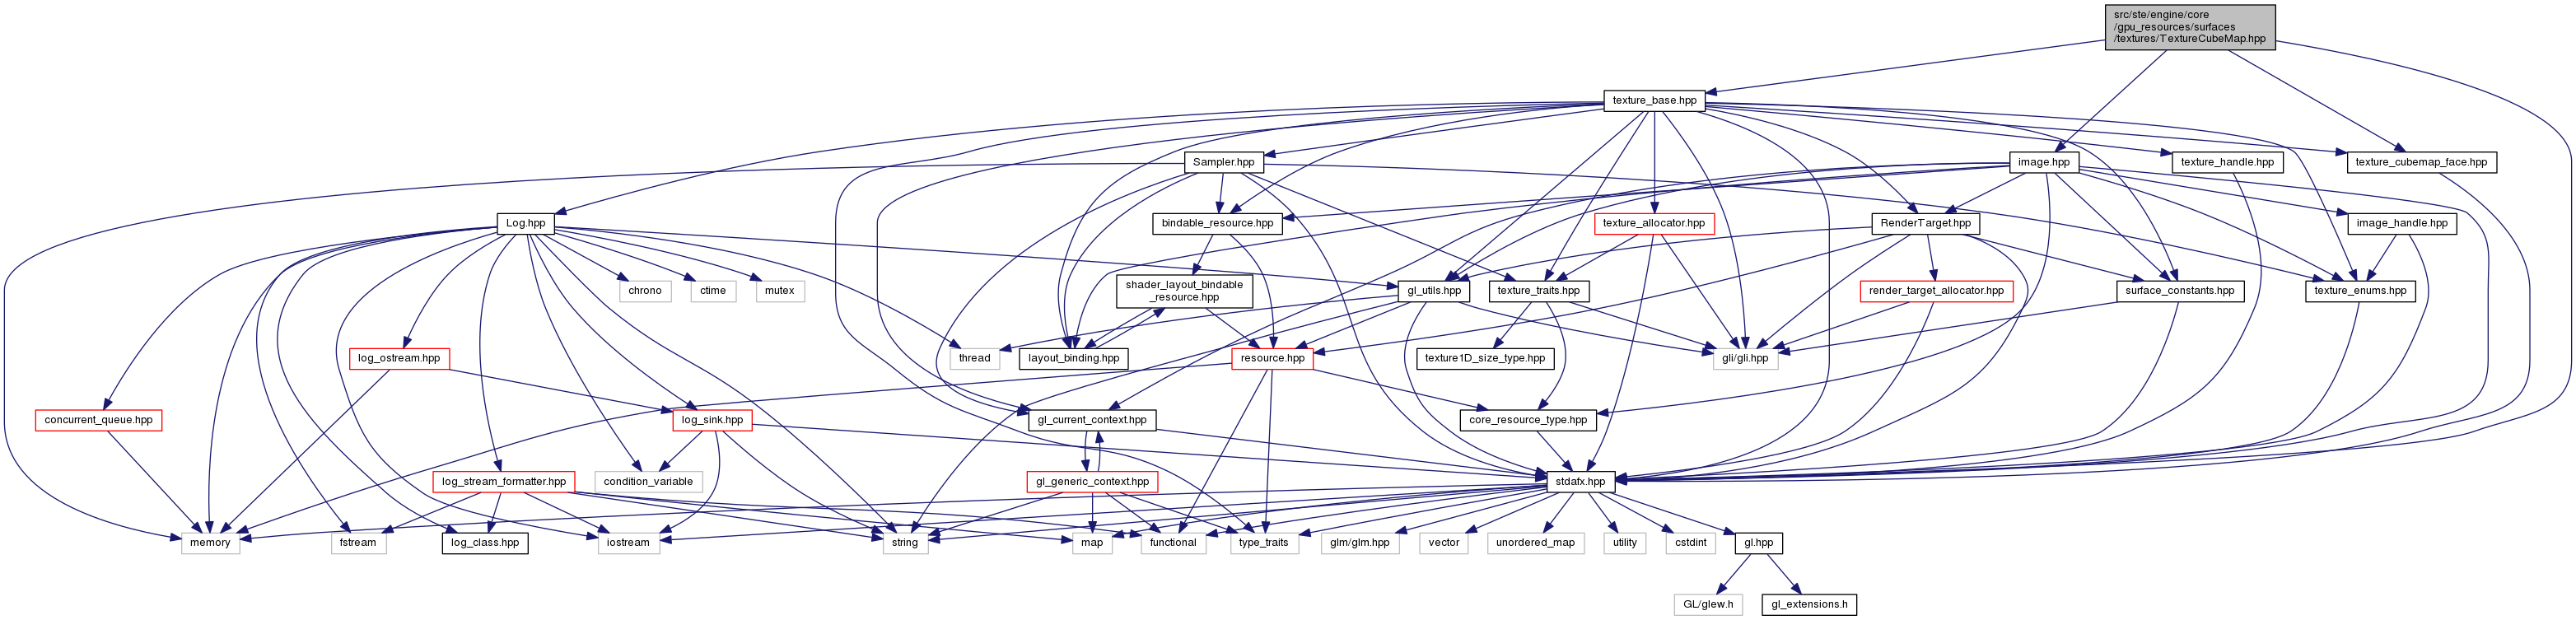 src/ste/engine/core
/gpu_resources/surfaces
/textures/TextureCubeMap.hpp
texture_base.hpp
Sampler.hpp
image.hpp
texture_handle.hpp
texture_cubemap_face.hpp
Log.hpp
bindable_resource.hpp
texture_allocator.hpp
RenderTarget.hpp
image_handle.hpp
chrono
ctime
mutex
shader_layout_bindable
_resource.hpp
gl_utils.hpp
texture_traits.hpp
render_target_allocator.hpp
surface_constants.hpp
texture_enums.hpp
log_ostream.hpp
thread
layout_binding.hpp
resource.hpp
texture1D_size_type.hpp
gli/gli.hpp
concurrent_queue.hpp
log_sink.hpp
gl_current_context.hpp
core_resource_type.hpp
log_stream_formatter.hpp
condition_variable
gl_generic_context.hpp
stdafx.hpp
memory
fstream
log_class.hpp
iostream
string
map
functional
type_traits
glm/glm.hpp
vector
unordered_map
utility
cstdint
gl.hpp
GL/glew.h
gl_extensions.h